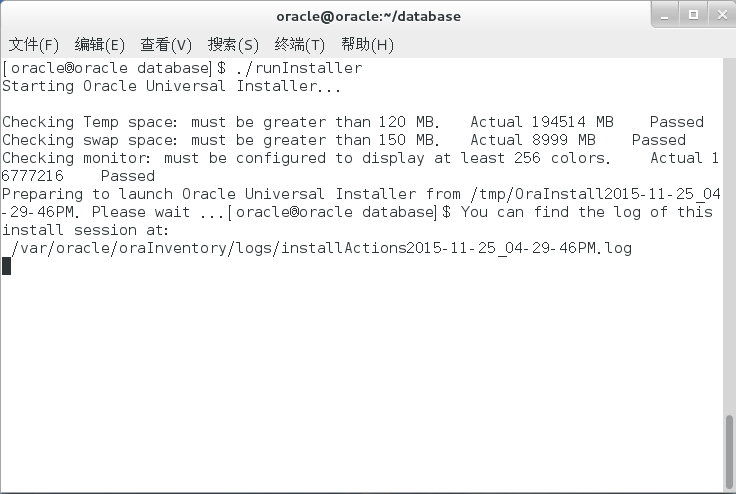 oracle@oracle:~/database
文件(F) 编辑(E) 查看(V) 搜索(S) 终端(T) 帮助(H)
[oracle@oracle database]$ ./runInstaller
Starting Oracle Universal Installer...
Checking Temp space: must be greater than 120 MB.   Actual 194514 MB    Passed
Checking swap space: must be greater than 150 MB.   Actual 8999 MB    Passed
Checking monitor: must be configured to display at least 256 colors.    Actual 1
6777216    Passed
Preparing to launch Oracle Universal Installer from /tmp/OraInstall2015-11-25_04
-29-46PM. Please wait ...[oracle@oracle database]$ You can find the log of this
install session at:
/var/oracle/oraInventory/logs/installActions2015-11-25_04-29-46PM.log